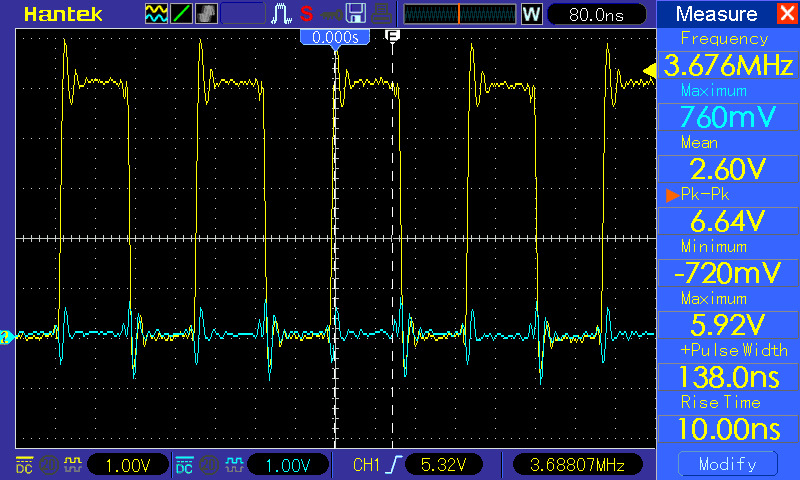 Hantek S W 80.0ns Measure X
0.000s E
Frequency
3.676MHz
Maximum
760mV
Mean
2.60V
Pk-Pk
6.64V
Minimum
-720mV
Maximum
5.92V
+Pulse Width
138.0ns
Rise Time
10.00ns
DC 20 1.00V DC 20 1.00V CH1 5.32V 3.68807MHz Modify